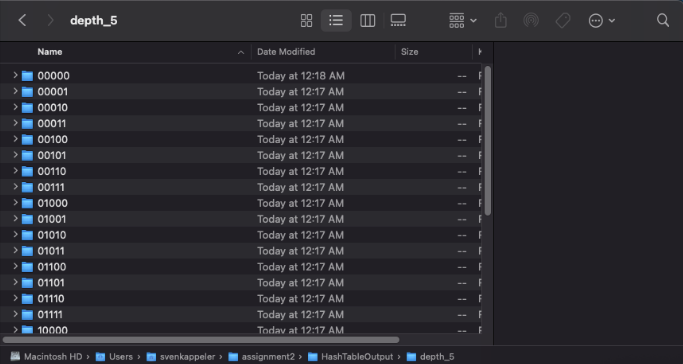 depth_5
Name Date Modified Size
00000 Today at 12:18 AM --
00001 Today at 12:17 AM --
00010 Today at 12:17 AM --
00011 Today at 12:17 AM --
00100 Today at 12:17 AM --
00101 Today at 12:17 AM --
00110 Today at 12:17 AM --
00111 Today at 12:17 AM --
01000 Today at 12:17 AM --
01001 Today at 12:17 AM --
01010 Today at 12:17 AM --
01011 Today at 12:17 AM --
01100 Today at 12:17 AM --
01101 Today at 12:17 AM --
01110 Today at 12:17 AM --
01111 Today at 12:17 AM --
10000 Today at 12:17 AM --
Macintosh HD › Users › svenkappeler › assignment2 › HashTableOutput › depth_5